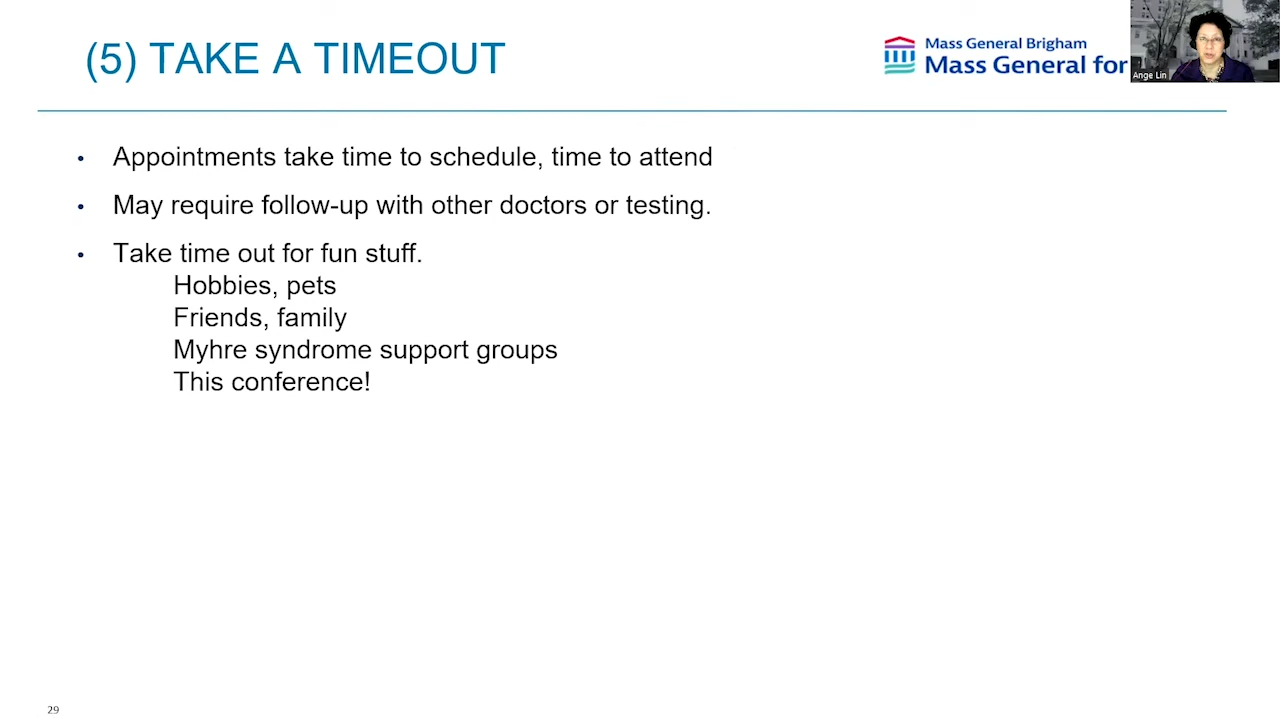 (5) TAKE A TIMEOUT
Mass General Brigham
Mass General for
Ange Lin
• Appointments take time to schedule, time to attend
• May require follow-up with other doctors or testing.
• Take time out for fun stuff.
Hobbies, pets
Friends, family
Myhre syndrome support groups
This conference!
29